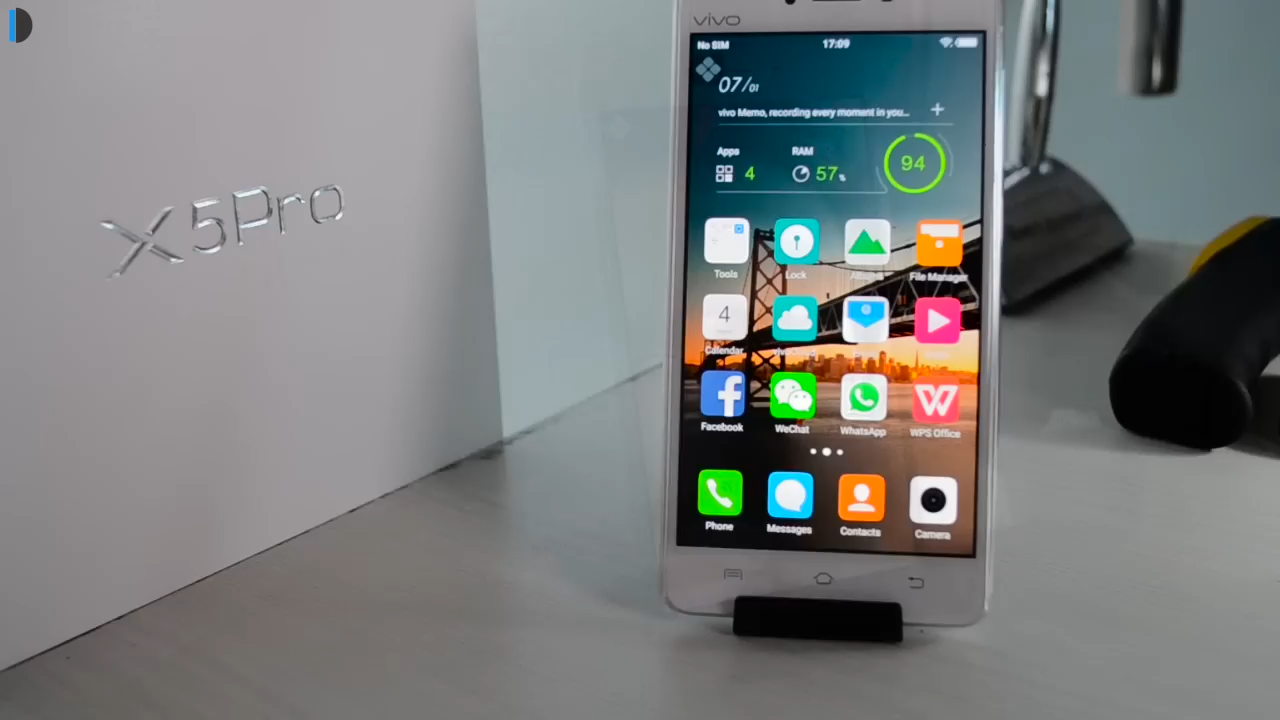 X5Pro
vivo
No SIM 17:09
07/01
vivo Memo, recording every moment in you... +
Apps RAM
4 57% 94
Tools Lock File Manager
4
Calendar
Facebook WeChat WhatsApp WPS Office
Phone Messages Contacts Camera